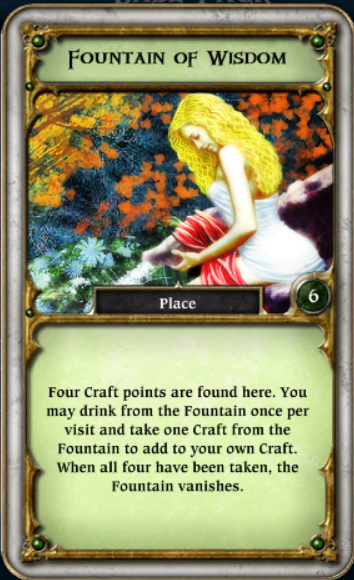 FOUNTAIN OF WISDOM
Place
6
Four Craft points are found here. You
may drink from the Fountain once per
visit and take one Craft from the
Fountain to add to your own Craft.
When all four have been taken, the
Fountain vanishes.